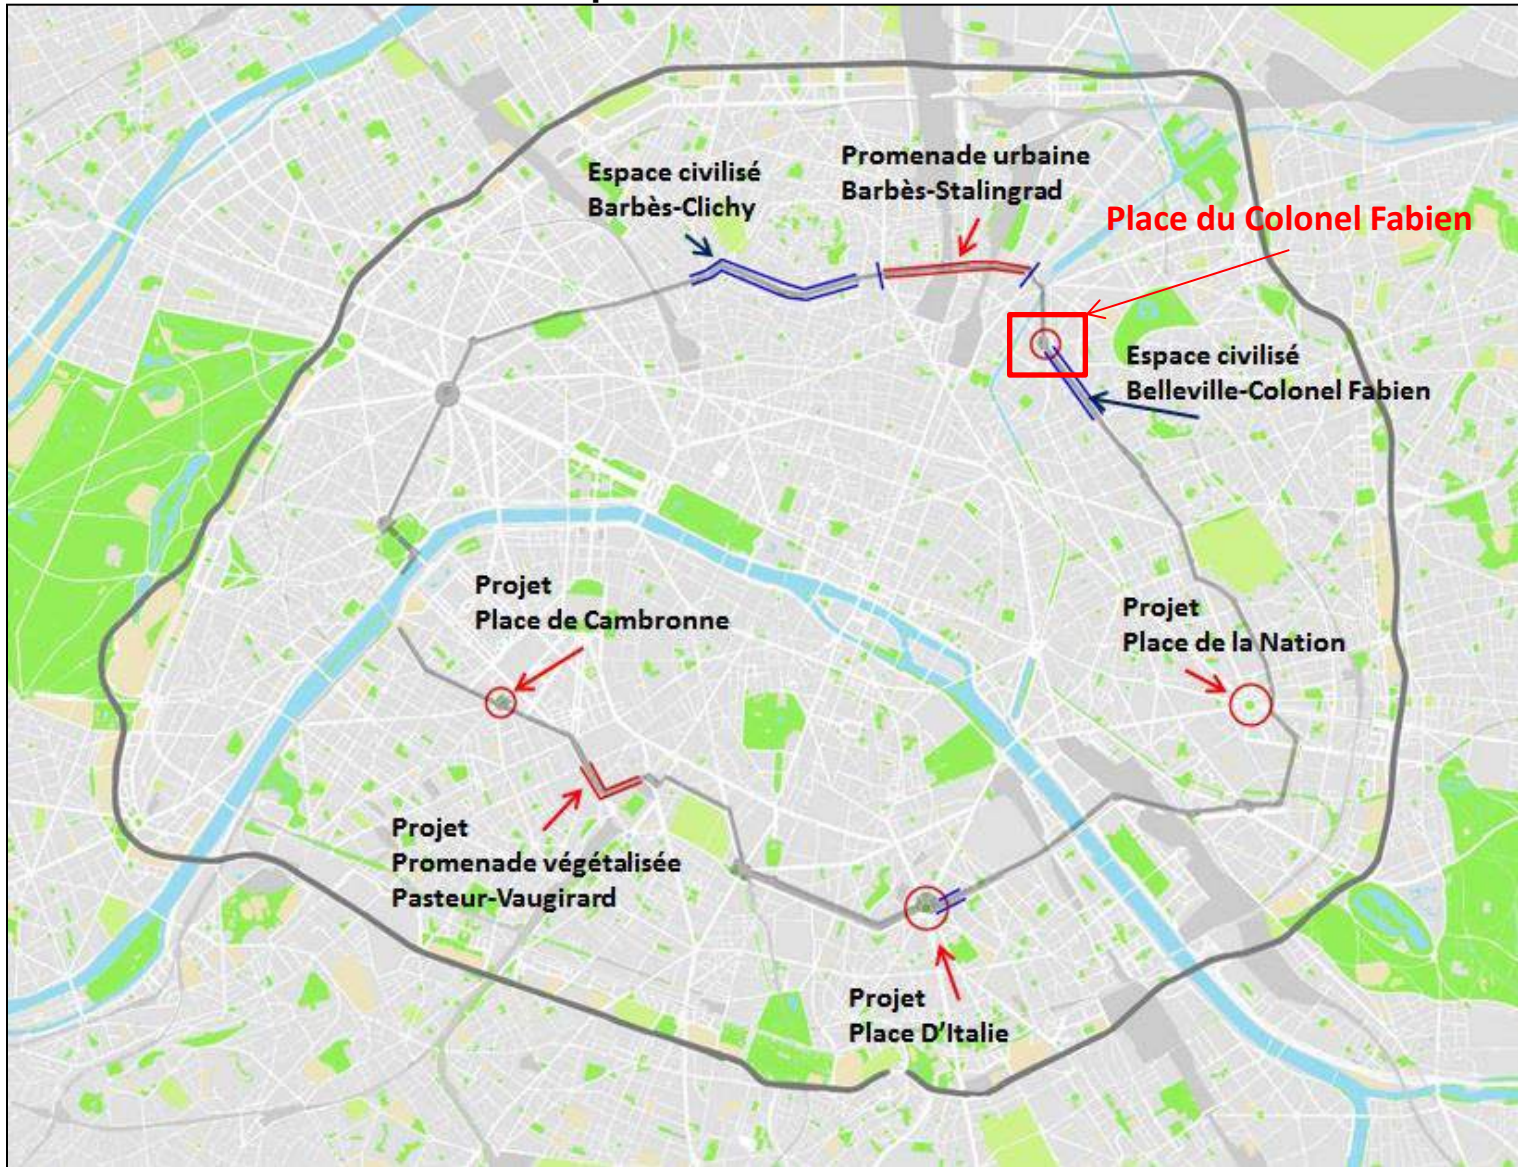 Espace civilisé
Barbès-Clichy
Promenade urbaine
Barbès-Stalingrad
Place du Colonel Fabien
Espace civilisé
Belleville-Colonel Fabien
Projet
Place de Cambronne
Projet
Place de la Nation
Projet
Promenade végétalisée
Pasteur-Vaugirard
Projet
Place D'Italie